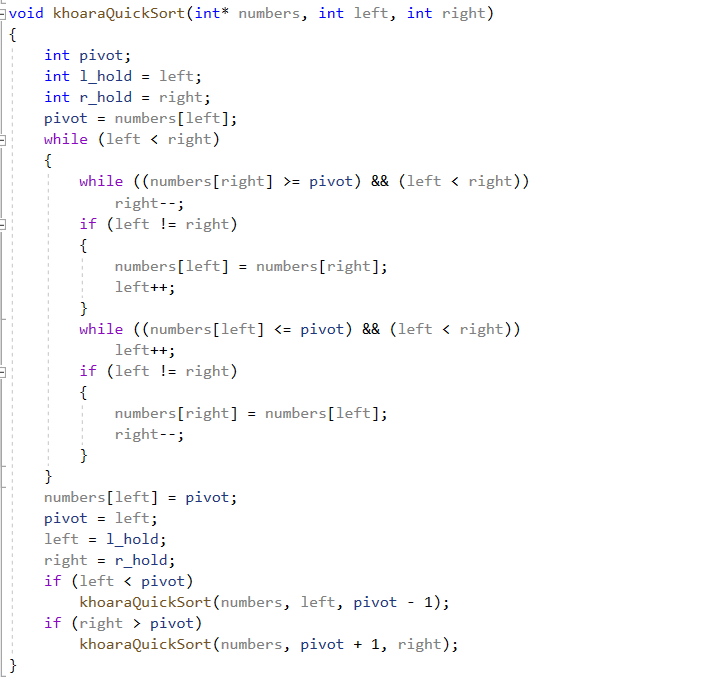 void khoaraQuickSort(int* numbers, int left, int right)
{
    int pivot;
    int l_hold = left;
    int r_hold = right;
    pivot = numbers[left];
    while (left < right)
    {
        while ((numbers[right] >= pivot) && (left < right))
            right--;
        if (left != right)
        {
            numbers[left] = numbers[right];
            left++;
        }
        while ((numbers[left] <= pivot) && (left < right))
            left++;
        if (left != right)
        {
            numbers[right] = numbers[left];
            right--;
        }
    }
    numbers[left] = pivot;
    pivot = left;
    left = l_hold;
    right = r_hold;
    if (left < pivot)
        khoaraQuickSort(numbers, left, pivot - 1);
    if (right > pivot)
        khoaraQuickSort(numbers, pivot + 1, right);
}